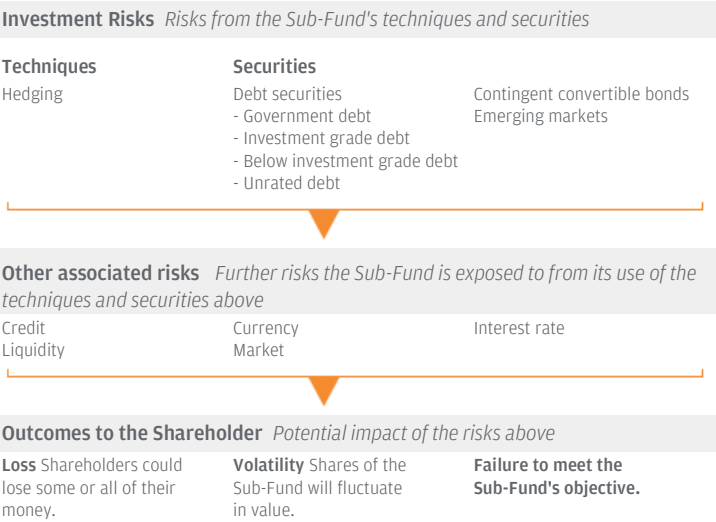 Investment Risks Risks from the Sub-Fund's techniques and securities
Techniques
Hedging
Securities
Debt securities
- Government debt
- Investment grade debt
- Below investment grade debt
- Unrated debt
Contingent convertible bonds
Emerging markets
Other associated risks Further risks the Sub-Fund is exposed to from its use of the
techniques and securities above
Credit
Liquidity
Currency
Market
Interest rate
Outcomes to the Shareholder Potential impact of the risks above
Loss Shareholders could
lose some or all of their
money.
Volatility Shares of the
Sub-Fund will fluctuate
in value.
Failure to meet the
Sub-Fund's objective.